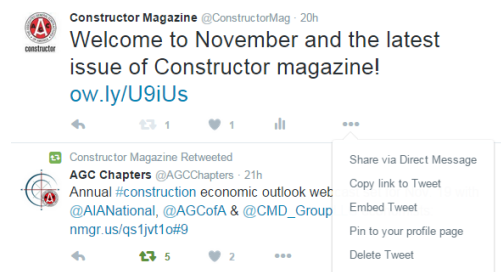 Constructor Magazine @ConstructorMag · 20h
Welcome to November and the latest
issue of Constructor magazine!
ow.ly/U9iUs
constructor
1 1
Share via Direct Message
Copy link to Tweet
Embed Tweet
Pin to your profile page
Delete Tweet
Constructor Magazine Retweeted
AGC Chapters @AGCChapters · 21h
Annual #construction economic outlook
@AIANational, @AGCofA & @CMD_Group
nmgr.us/qs1jvt1o#9
5 2